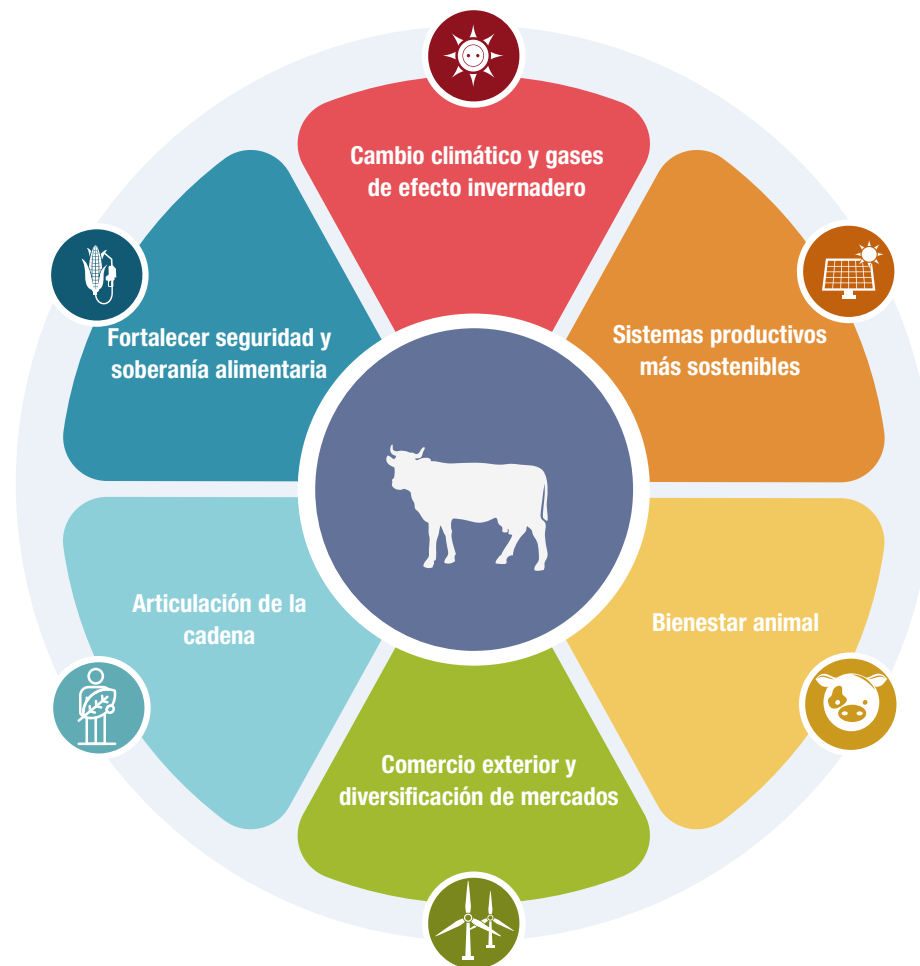 Cambio climático y gases
de efecto invernadero
Sistemas productivos
más sostenibles
Bienestar animal
Comercio exterior y
diversificación de mercados
Articulación de la
cadena
Fortalecer seguridad y
soberanía alimentaria